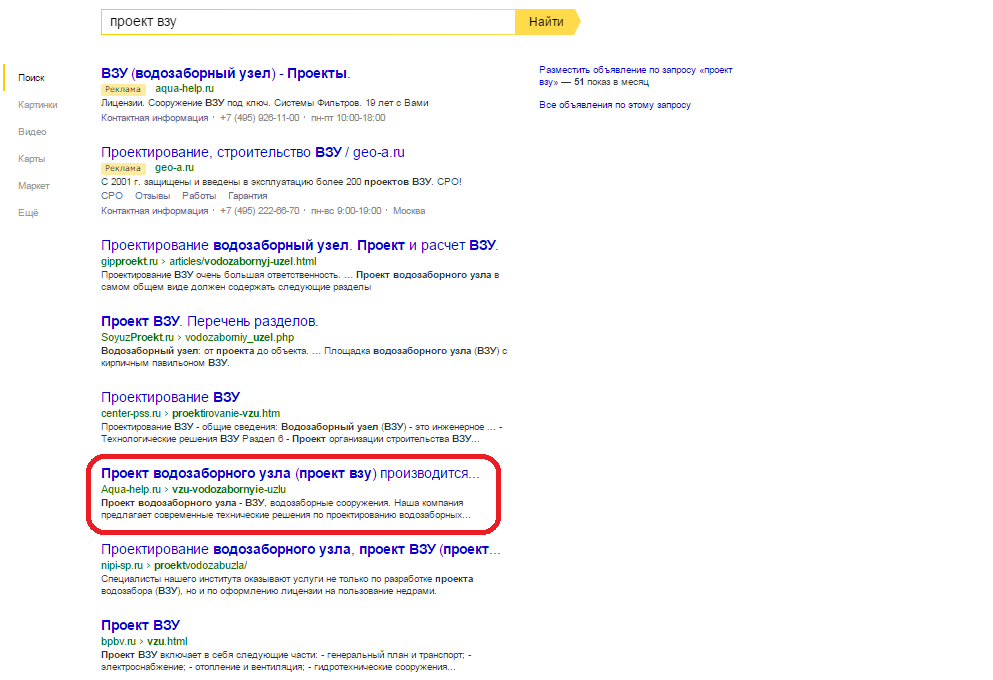 проект взу
Найти
Поиск
Картинки
Видео
Карты
Маркет
Ещё
ВЗУ (водозаборный узел) - Проекты.
Реклама aqua-help.ru
Лицензии. Сооружение ВЗУ под ключ. Системы Фильтров. 19 лет с Вами
Контактная информация · +7 (495) 926-11-00 · пн-пт 10:00-18:00
Проектирование, строительство ВЗУ / geo-a.ru
Реклама geo-a.ru
С 2001 г. защищены и введены в эксплуатацию более 200 проектов ВЗУ. СРО!
СРО Отзывы Работы Гарантия
Контактная информация · +7 (495) 222-66-70 · пн-вс 9:00-19:00 · Москва
Проектирование водозаборный узел. Проект и расчет ВЗУ.
gipproekt.ru › articles/vodozabornyj-uzel.html
Проектирование ВЗУ очень большая ответственность. ... Проект водозаборного узла в
самом общем виде должен содержать следующие разделы
Проект ВЗУ. Перечень разделов.
SoyuzProekt.ru › vodozaborniy_uzel.php
Водозаборный узел: от проекта до объекта. ... Площадка водозаборного узла (ВЗУ) с
кирпичным павильоном ВЗУ.
Проектирование ВЗУ
center-pss.ru › proektirovanie-vzu.htm
Проектирование ВЗУ - общие сведения: Водозаборный узел (ВЗУ) - это инженерное ... -
Технологические решения ВЗУ Раздел 6 - Проект организации строительства ВЗУ...
Проект водозаборного узла (проект взу) производится...
Aqua-help.ru › vzu-vodozabornyie-uzlu
Проект водозаборного узла - ВЗУ, водозаборные сооружения. Наша компания
предлагает современные технические решения по проектированию водозаборных...
Проектирование водозаборного узла, проект ВЗУ (проект...
nipi-sp.ru › proektvodozabuzla/
Специалисты нашего института оказывают услуги не только по разработке проекта
водозабора (ВЗУ), но и по оформлению лицензии на пользование недрами.
Проект ВЗУ
bpbv.ru › vzu.html
Проект ВЗУ включает в себя следующие части: - генеральный план и транспорт; -
электроснабжение; - отопление и вентиляция; - гидротехнические сооружения...
Разместить объявление по запросу «проект
взу» — 51 показ в месяц
Все объявления по этому запросу